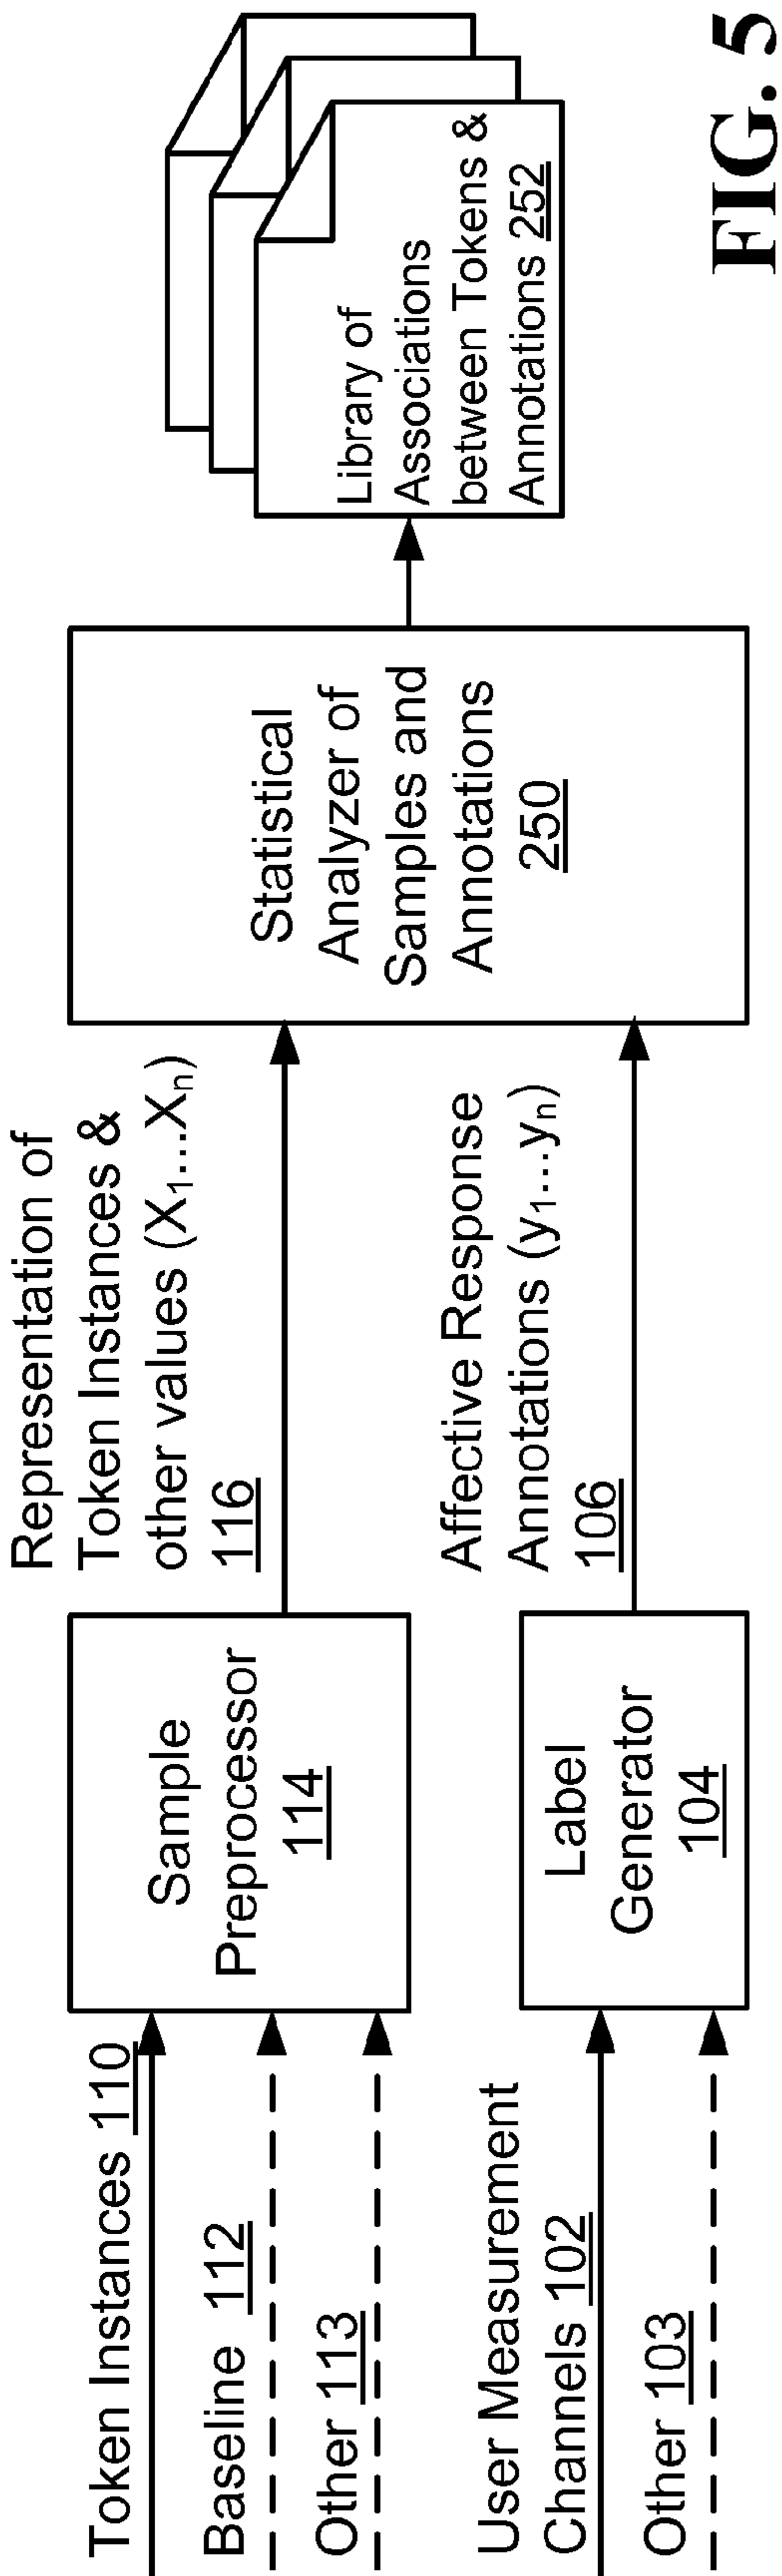 Token Instances 110
Baseline 112
Other 113
User Measurement
Channels 102
Other 103
Sample
Preprocessor
114
Label
Generator
104
Representation of
Token Instances &
other values (X₁...Xₙ)
116
Affective Response
Annotations (y₁...yₙ)
106
Statistical
Analyzer of
Samples and
Annotations
250
Library of
Associations
between Tokens &
Annotations 252
FIG. 5